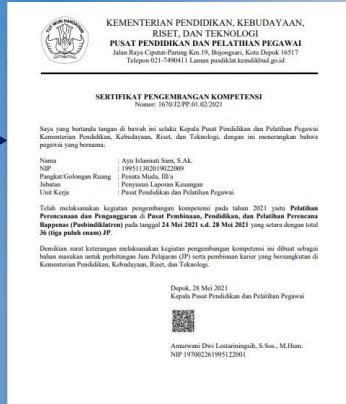 KEMENTERIAN PENDIDIKAN, KEBUDAYAAN,
RISET, DAN TEKNOLOGI
PUSAT PENDIDIKAN DAN PELATIHAN PEGAWAI
Jalan Raya Ciputat-Parung Km.19, Bojongsari, Kota Depok 16517
Telepon 021-7490411 Laman pusdiklat.kemdikbud.go.id
SERTIFIKAT PENGEMBANGAN KOMPETENSI
Nomor: 1670/J2/PP.01.02/2021
Saya yang bertanda tangan di bawah ini selaku Kepala Pusat Pendidikan dan Pelatihan Pegawai
Kementerian Pendidikan, Kebudayaan, Riset, dan Teknologi, dengan ini menerangkan bahwa
pegawai yang bernama:
Nama : Ayu Islamiati Sam, S.Ak.
NIP : 199511302019022009
Pangkat/Golongan Ruang : Penata Muda, III/a
Jabatan : Penyusun Laporan Keuangan
Unit Kerja : Pusat Pendidikan dan Pelatihan Pegawai
Telah melaksanakan kegiatan pengembangan kompetensi pada tahun 2021 yaitu Pelatihan
Perencanaan dan Penganggaran di Pusat Pembinaan, Pendidikan, dan Pelatihan Perencana
Bappenas (Pusbindiklatren) pada tanggal 24 Mei 2021 s.d. 28 Mei 2021 yang setara dengan total
36 (tiga puluh enam) JP.
Demikian surat keterangan melaksanakan kegiatan pengembangan kompetensi ini dibuat sebagai
bahan masukan untuk perhitungan Jam Pelajaran (JP) serta pembinaan karier yang bersangkutan di
Kementerian Pendidikan, Kebudayaan, Riset, dan Teknologi.
Depok, 28 Mei 2021
Kepala Pusat Pendidikan dan Pelatihan Pegawai
Amurwani Dwi Lestariningsih, S.Sos., M.Hum.
NIP 197002261995122001